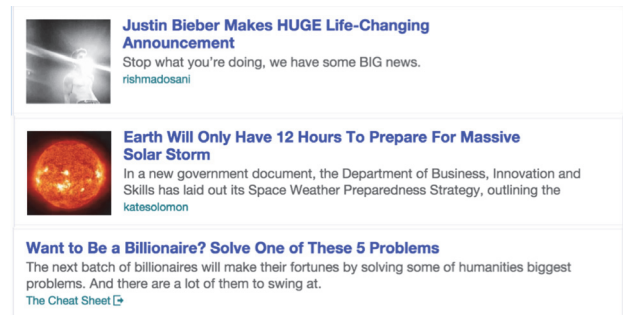 Justin Bieber Makes HUGE Life-Changing
Announcement
Stop what you're doing, we have some BIG news.
rishmadosani
Earth Will Only Have 12 Hours To Prepare For Massive
Solar Storm
In a new government document, the Department of Business, Innovation and
Skills has laid out its Space Weather Preparedness Strategy, outlining the
katesolomon
Want to Be a Billionaire? Solve One of These 5 Problems
The next batch of billionaires will make their fortunes by solving some of humanities biggest
problems. And there are a lot of them to swing at.
The Cheat Sheet